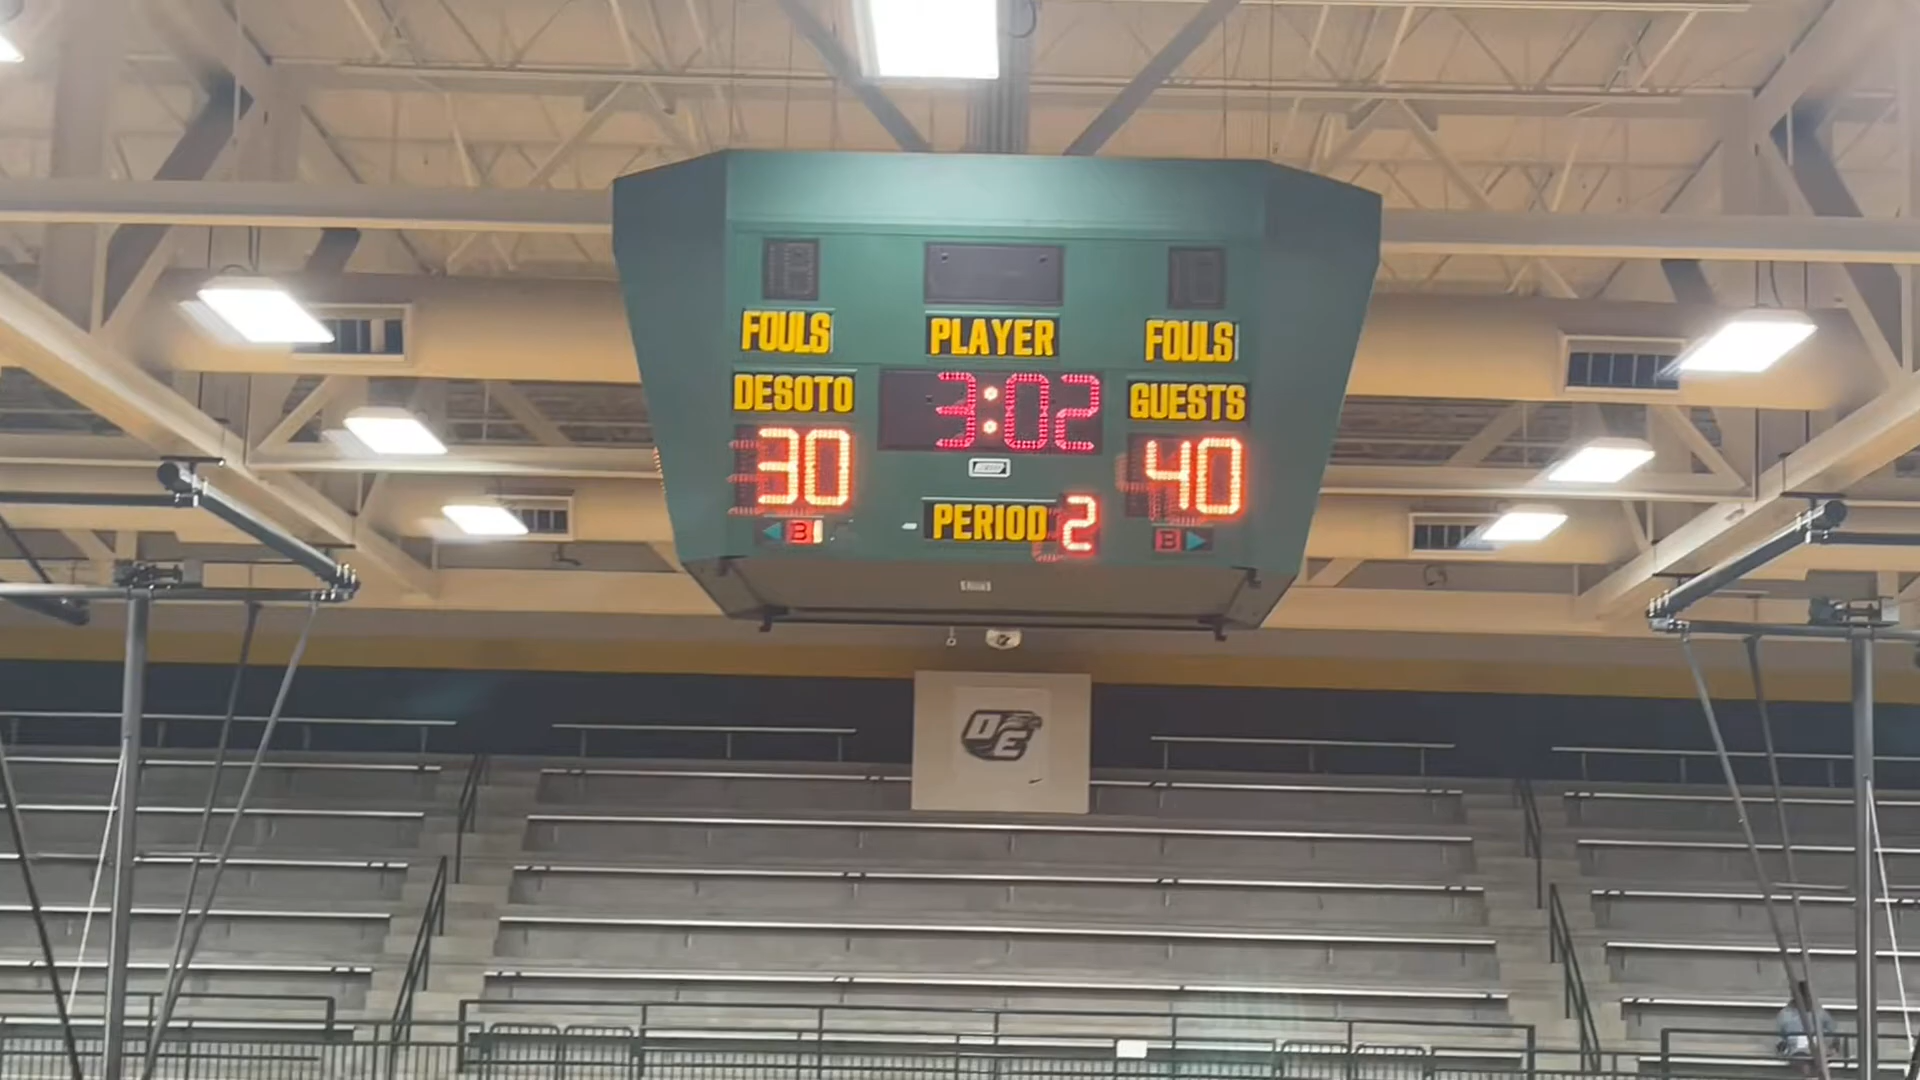 FOULS PLAYER FOULS
DESOTO 3:02 GUESTS
30 40
B PERIOD 2 B
DE